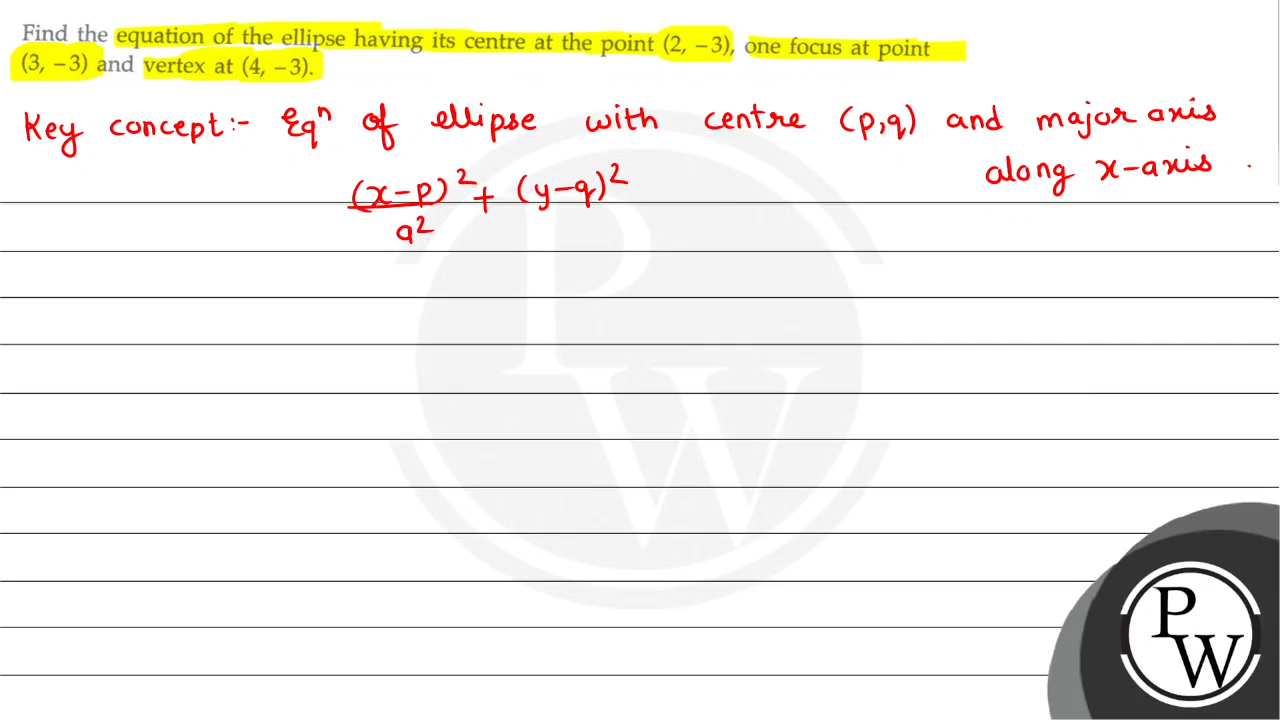 Find the equation of the ellipse having its centre at the point (2, −3), one focus at point
(3, −3) and vertex at (4, −3).
Key concept:- Eqⁿ of ellipse with centre (p,q) and major axis
along x-axis .
(x-p)²/a² + (y-q)²
PW
PW